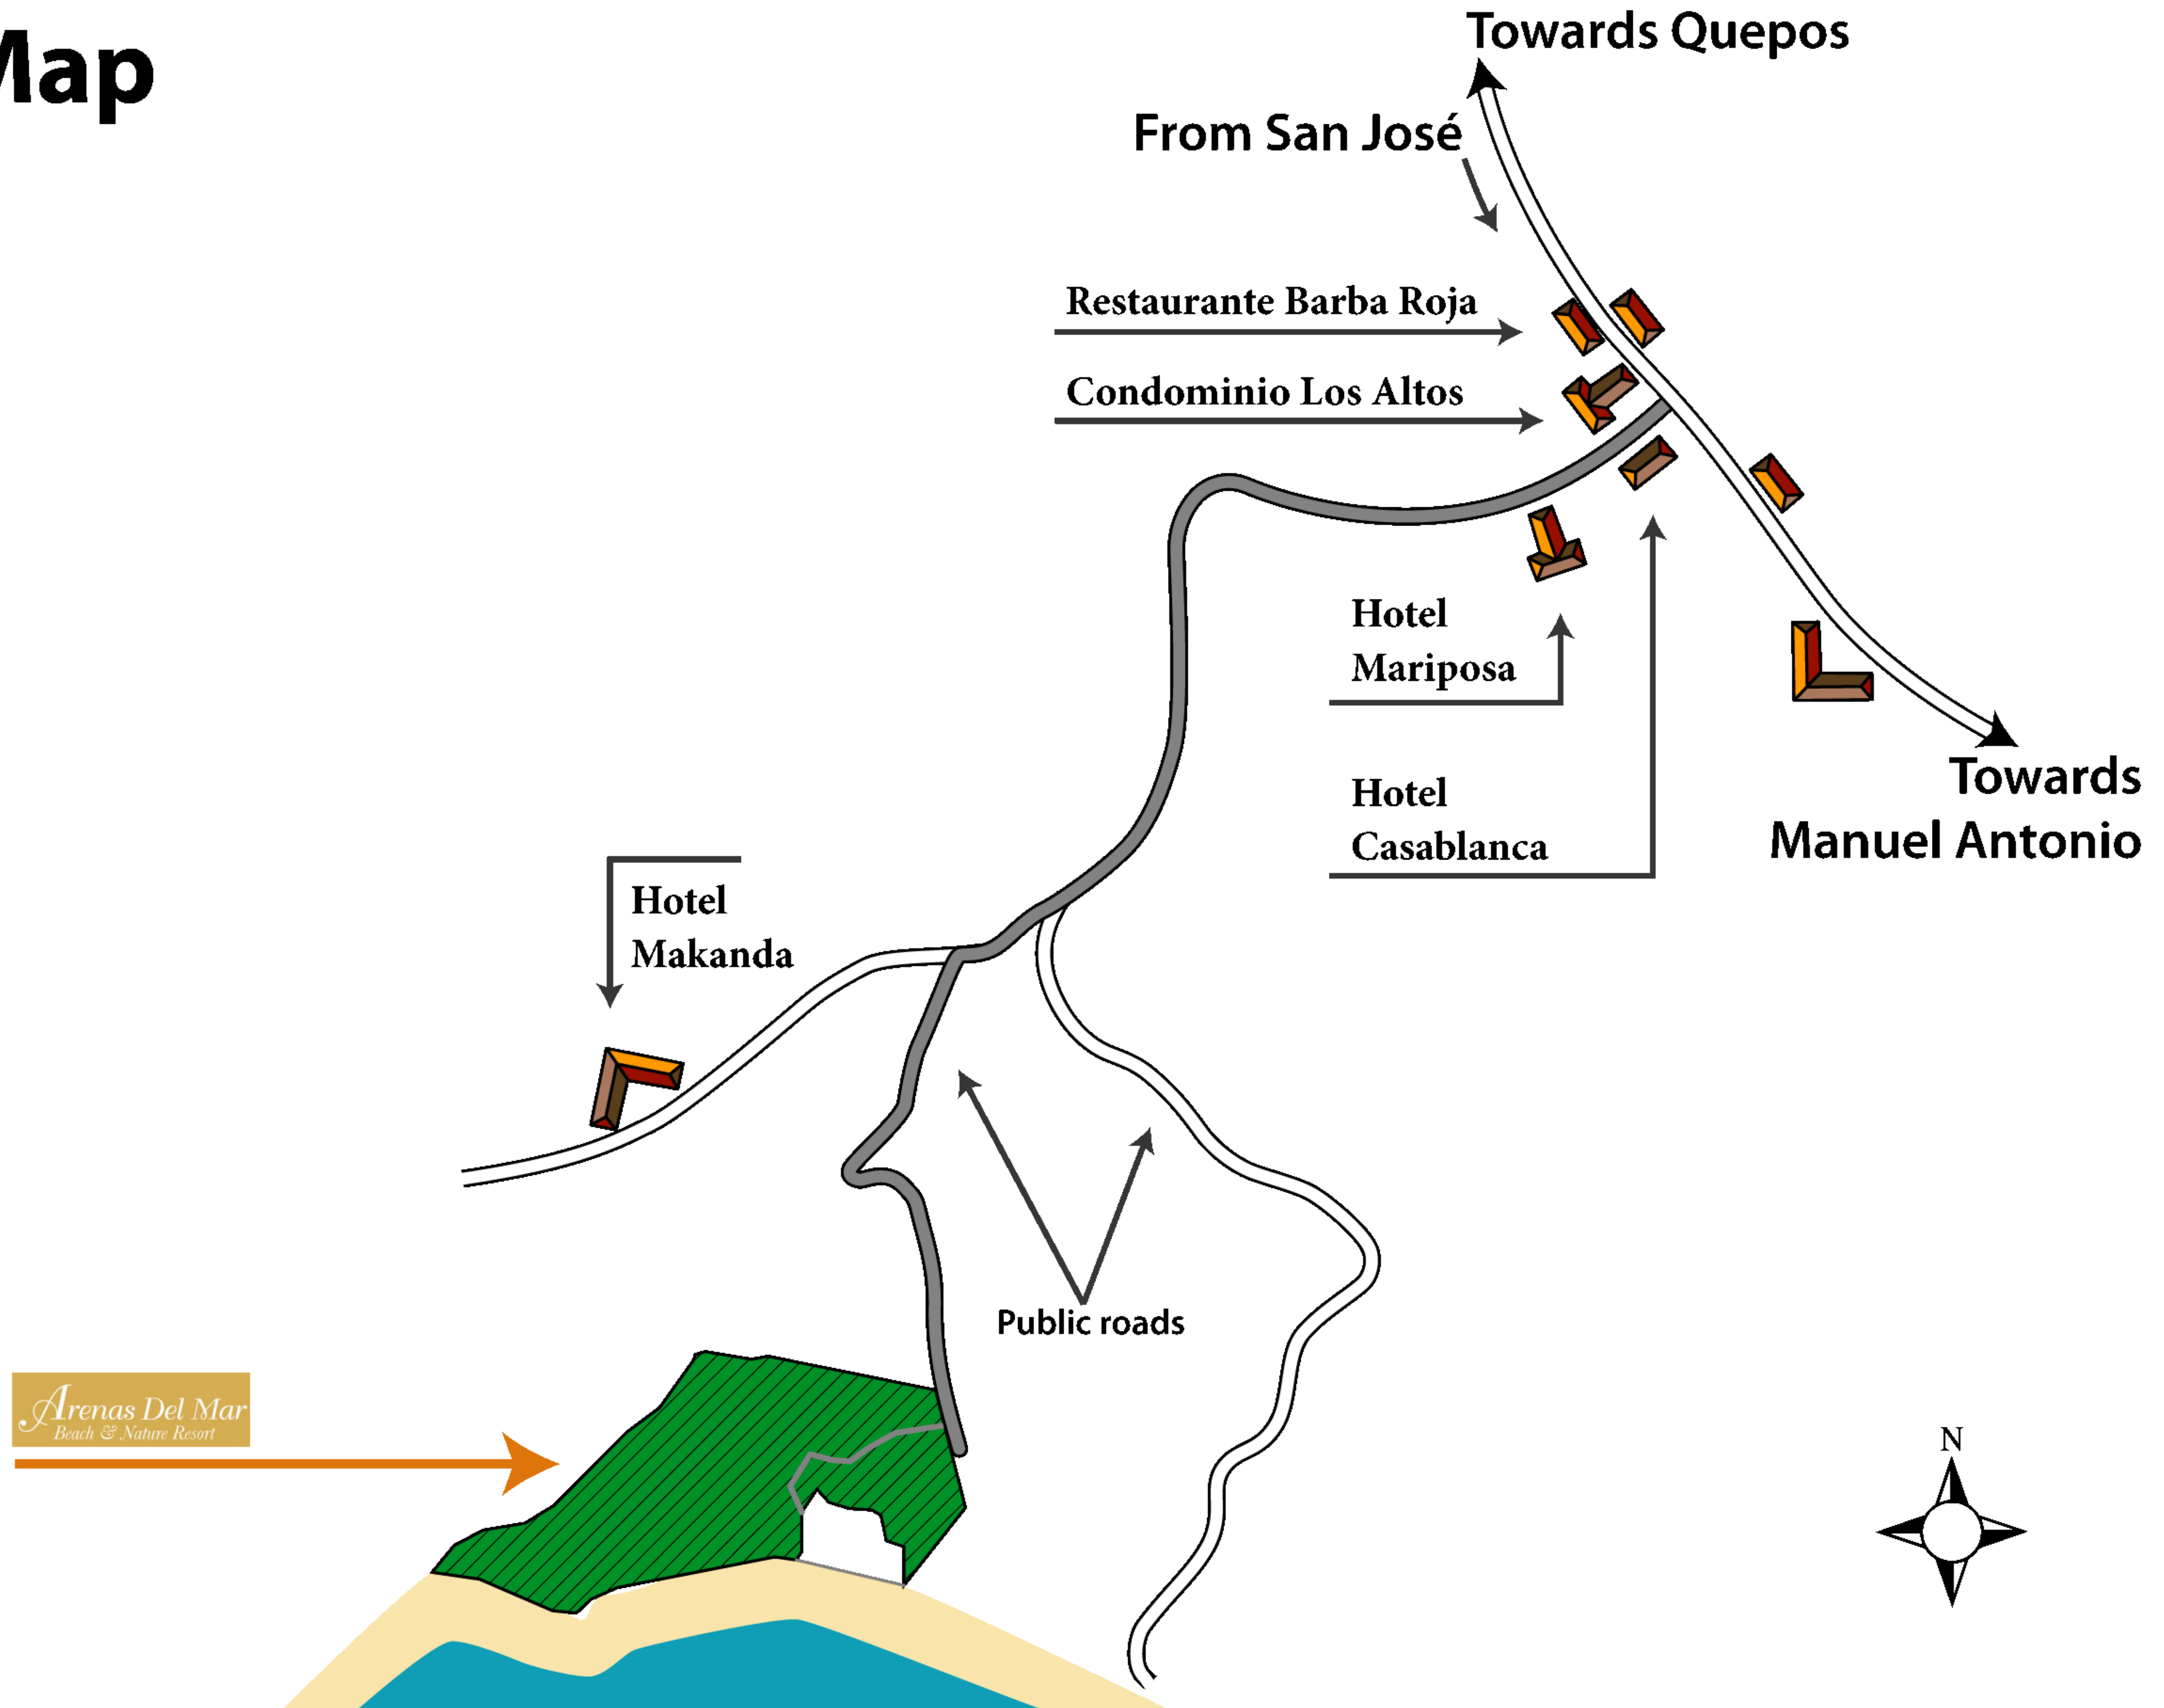 Map
Towards Quepos
From San José
Restaurante Barba Roja
Condominio Los Altos
Hotel
Mariposa
Hotel
Casablanca
Towards
Manuel Antonio
Hotel
Makanda
Public roads
Arenas Del Mar
Beach & Nature Resort
N